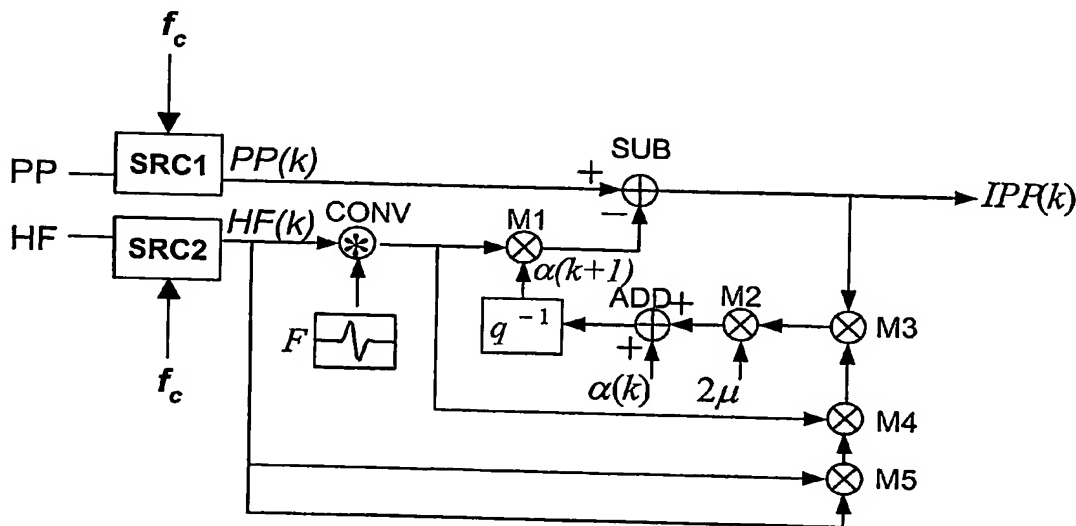 f_c
PP
SRC1
PP(k)
+
SUB
IPP(k)
−
HF
SRC2
HF(k)
CONV
M1
α(k+1)
f_c
F
q⁻¹
ADD
+
+
M2
M3
α(k)
2μ
M4
M5